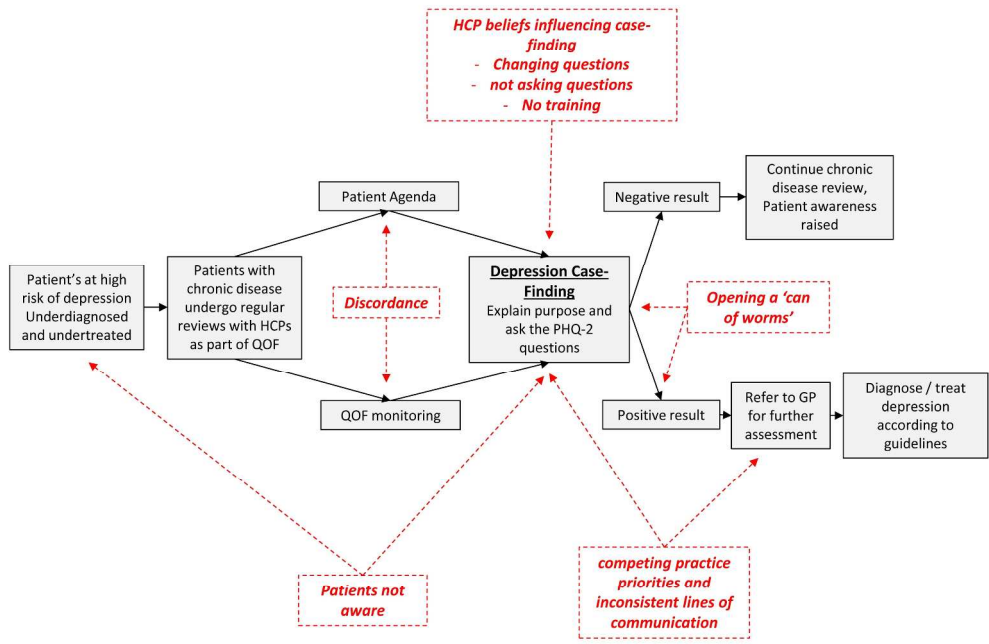 HCP beliefs influencing case-
finding
- Changing questions
- not asking questions
- No training
Patient Agenda
Negative result
Continue chronic
disease review,
Patient awareness
raised
Patient's at high
risk of depression
Underdiagnosed
and undertreated
Patients with
chronic disease
undergo regular
reviews with HCPs
as part of QOF
Discordance
Depression Case-
Finding
Explain purpose and
ask the PHQ-2
questions
Opening a ‘can
of worms’
QOF monitoring
Positive result
Refer to GP
for further
assessment
Diagnose / treat
depression
according to
guidelines
Patients not
aware
competing practice
priorities and
inconsistent lines of
communication